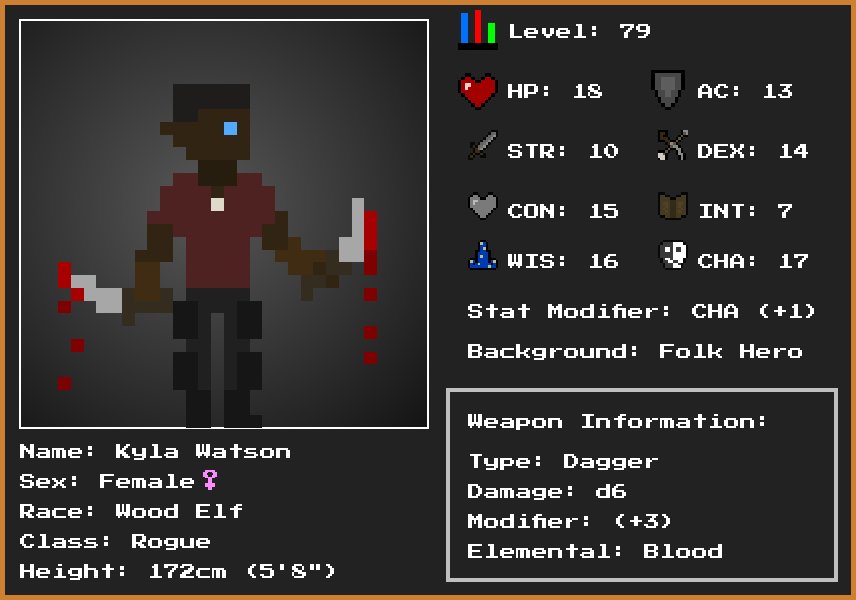 Level: 79
HP: 18
AC: 13
STR: 10
DEX: 14
CON: 15
INT: 7
WIS: 16
CHA: 17
Stat Modifier: CHA (+1)
Background: Folk Hero
Weapon Information:
Type: Dagger
Damage: d6
Modifier: (+3)
Elemental: Blood
Name: Kyla Watson
Sex: Female♀
Race: Wood Elf
Class: Rogue
Height: 172cm (5'8")